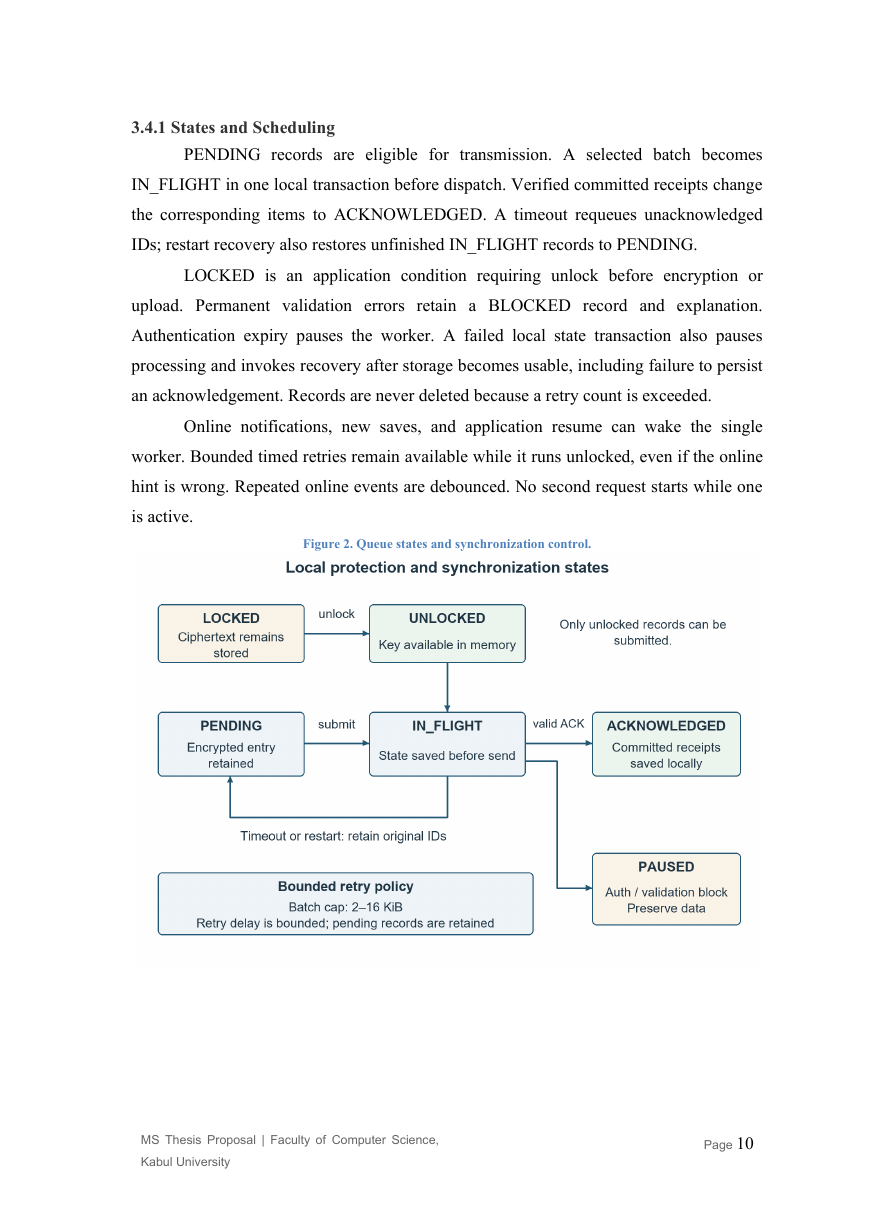 3.4.1 States and Scheduling
PENDING records are eligible for transmission. A selected batch becomes
IN_FLIGHT in one local transaction before dispatch. Verified committed receipts change
the corresponding items to ACKNOWLEDGED. A timeout requeues unacknowledged
IDs; restart recovery also restores unfinished IN_FLIGHT records to PENDING.
LOCKED is an application condition requiring unlock before encryption or
upload. Permanent validation errors retain a BLOCKED record and explanation.
Authentication expiry pauses the worker. A failed local state transaction also pauses
processing and invokes recovery after storage becomes usable, including failure to persist
an acknowledgement. Records are never deleted because a retry count is exceeded.
Online notifications, new saves, and application resume can wake the single
worker. Bounded timed retries remain available while it runs unlocked, even if the online
hint is wrong. Repeated online events are debounced. No second request starts while one
is active.
Figure 2. Queue states and synchronization control.
Local protection and synchronization states
LOCKED
Ciphertext remains
stored
unlock
UNLOCKED
Key available in memory
Only unlocked records can be
submitted.
PENDING
Encrypted entry
retained
submit
IN_FLIGHT
State saved before send
valid ACK
ACKNOWLEDGED
Committed receipts
saved locally
Timeout or restart: retain original IDs
PAUSED
Auth / validation block
Preserve data
Bounded retry policy
Batch cap: 2–16 KiB
Retry delay is bounded; pending records are retained
MS Thesis Proposal | Faculty of Computer Science,
Kabul University
Page 10